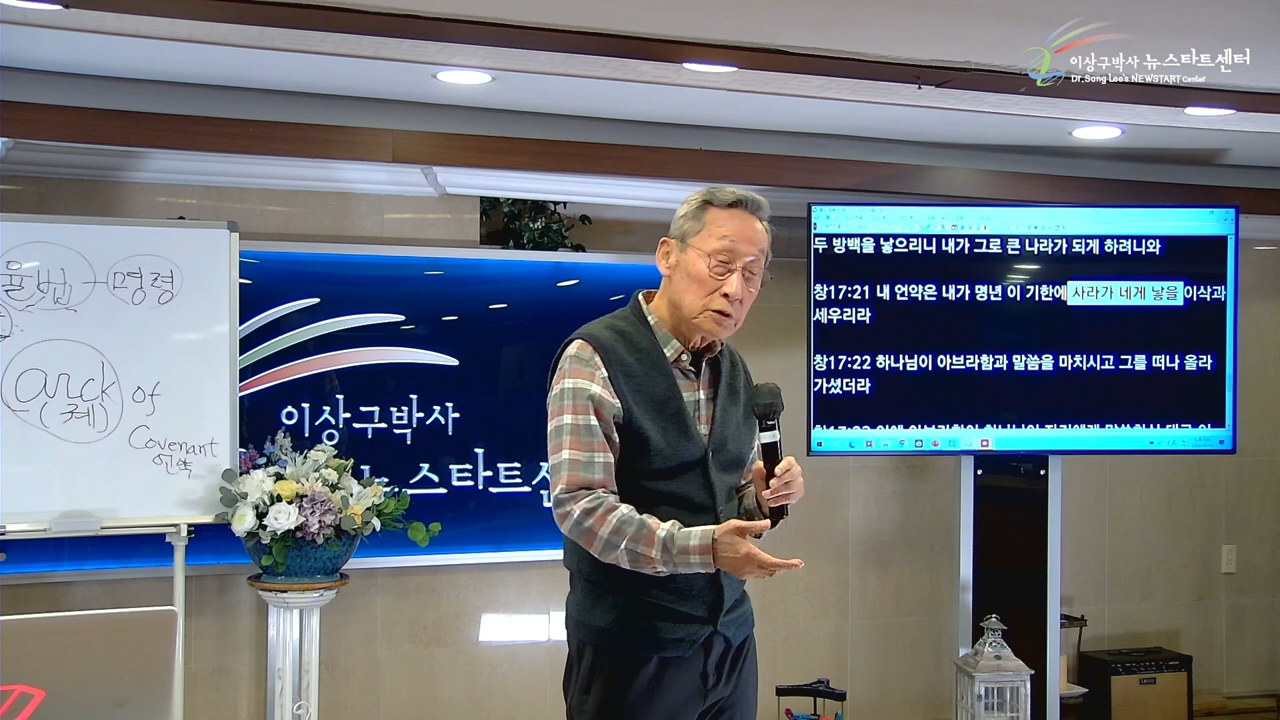 이상구박사 뉴스타트센터
Dr. Sang Lee's NEWSTART Center
율법 - 명령
(궤)
of
Covenant
언약
이상구박사
뉴스타트센
두 방백을 낳으리니 내가 그로 큰 나라가 되게 하려니와
창17:21 내 언약은 내가 명년 이 기한에 사라가 네게 낳을 이삭과
세우리라
창17:22 하나님이 아브라함과 말씀을 마치시고 그를 떠나 올라
가셨더라